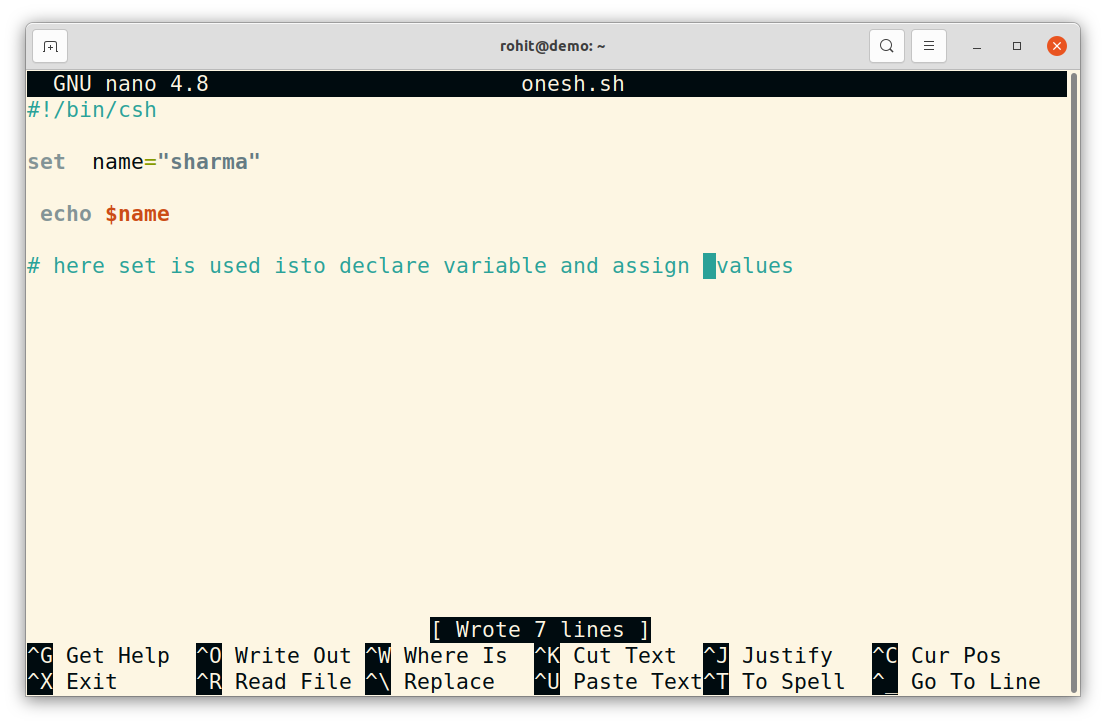 rohit@demo: ~
GNU nano 4.8 onesh.sh
#!/bin/csh
set  name="sharma"
echo $name
# here set is used isto declare variable and assign  values
[ Wrote 7 lines ]
^G Get Help ^O Write Out ^W Where Is ^K Cut Text ^J Justify ^C Cur Pos
^X Exit ^R Read File ^\ Replace ^U Paste Text ^T To Spell ^_ Go To Line